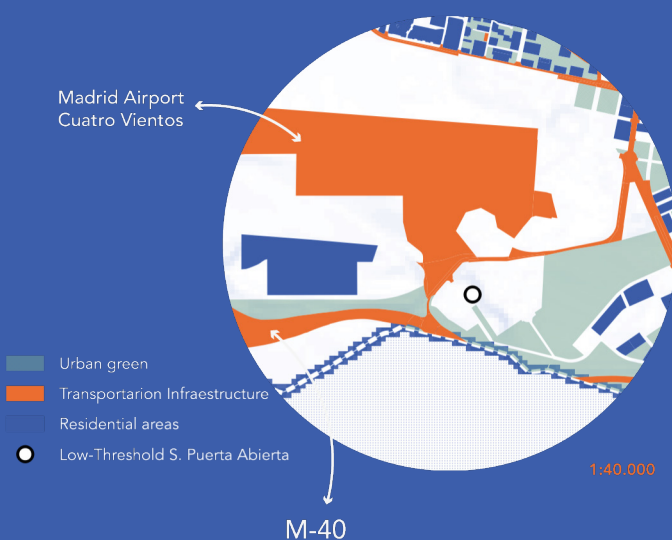 Madrid Airport
Cuatro Vientos
Urban green
Transportarion Infraestructure
Residential areas
Low-Threshold S. Puerta Abierta
1:40.000
M-40